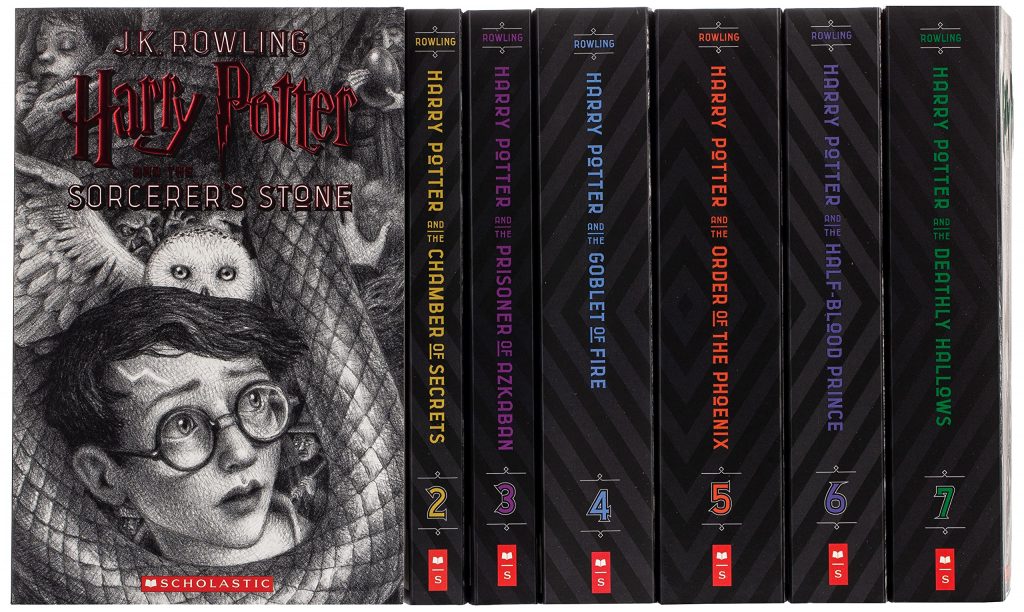 J.K. ROWLING
Harry Potter
AND THE
SORCERER'S STONE
SCHOLASTIC
ROWLING
HARRY POTTER AND THE CHAMBER OF SECRETS
2
S
ROWLING
HARRY POTTER AND THE PRISONER OF AZKABAN
3
S
ROWLING
HARRY POTTER AND THE GOBLET OF FIRE
4
S
ROWLING
HARRY POTTER AND THE ORDER OF THE PHOENIX
5
S
ROWLING
HARRY POTTER AND THE HALF-BLOOD PRINCE
6
S
ROWLING
HARRY POTTER AND THE DEATHLY HALLOWS
7
S